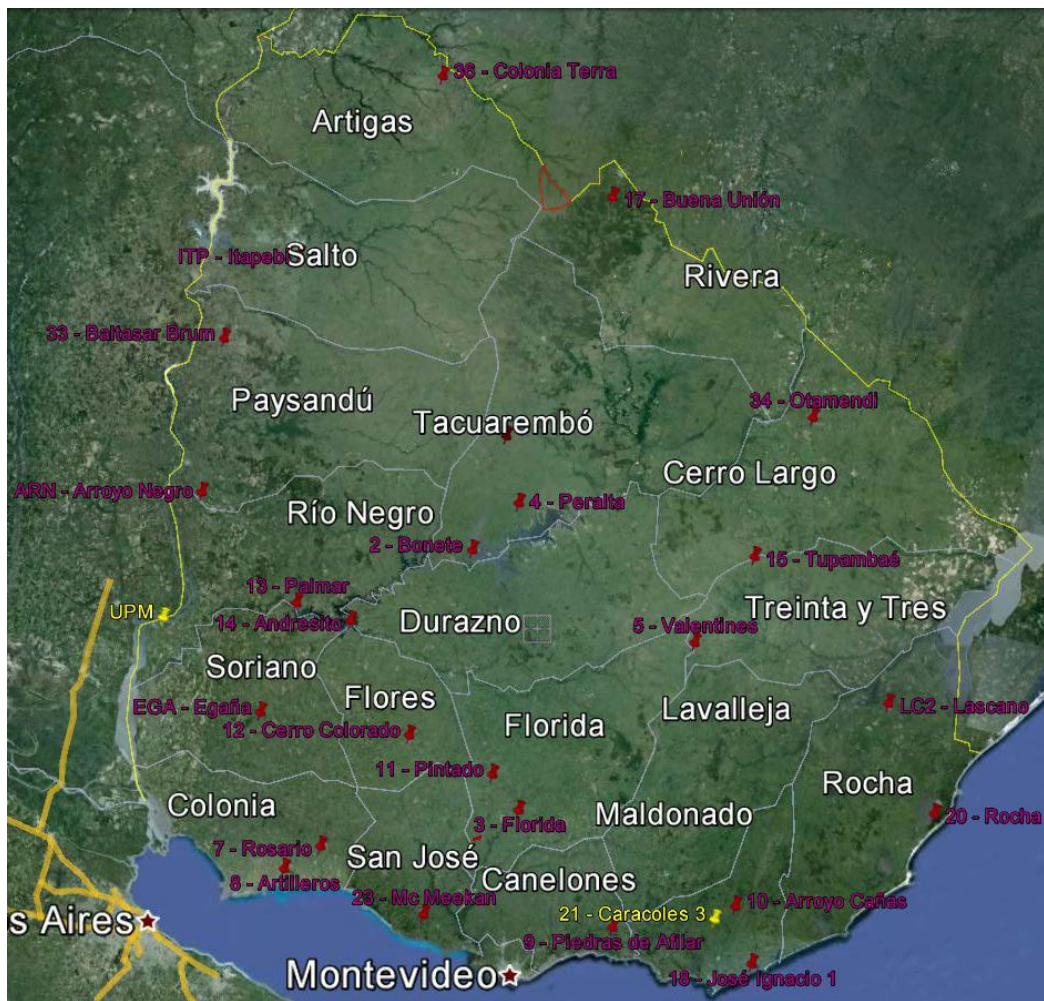 36 - Colonia Terra
Artigas
17 - Buena Unión
ITP - Itapebí
Salto
Rivera
33 - Baltasar Brum
Paysandú
34 - Otamendi
Tacuarembó
Cerro Largo
ARN - Arroyo Negro
4 - Peralta
Río Negro
2 - Bonete
15 - Tupambaé
13 - Palmar
UPM
14 - Andresito
Durazno
Treinta y Tres
5 - Valentines
Soriano
Flores
EGA - Egaña
12 - Cerro Colorado
Florida
Lavalleja
LC2 - Lascano
11 - Pintado
Rocha
Colonia
3 - Florida
Maldonado
20 - Rocha
7 - Rosario
San José
8 - Artilleros
Canelones
23 - Mc Meekan
10 - Arroyo Cañas
21 - Caracoles 3
s Aires
9 - Piedras de Afilar
Montevideo
18 - José Ignacio 1